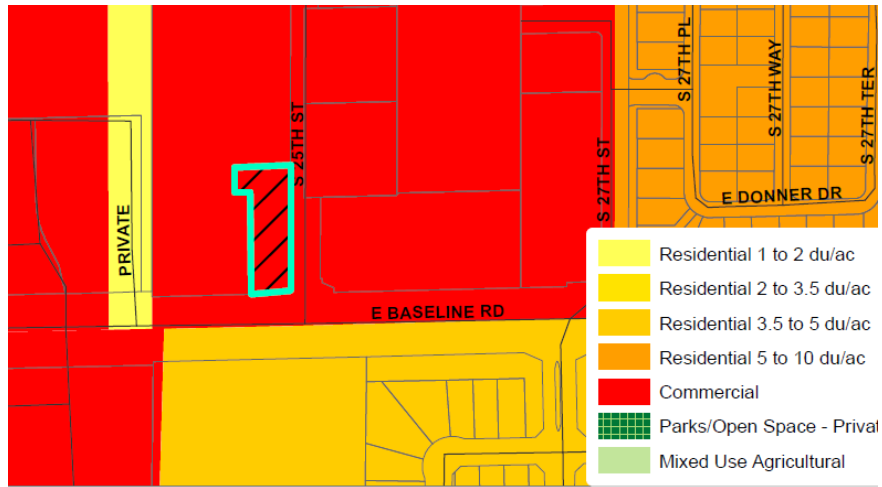 S 25TH ST
S 27TH ST
S 27TH PL
S 27TH WAY
S 27TH TER
E DONNER DR
PRIVATE
E BASELINE RD
Residential 1 to 2 du/ac
Residential 2 to 3.5 du/ac
Residential 3.5 to 5 du/ac
Residential 5 to 10 du/ac
Commercial
Parks/Open Space - Privat
Mixed Use Agricultural